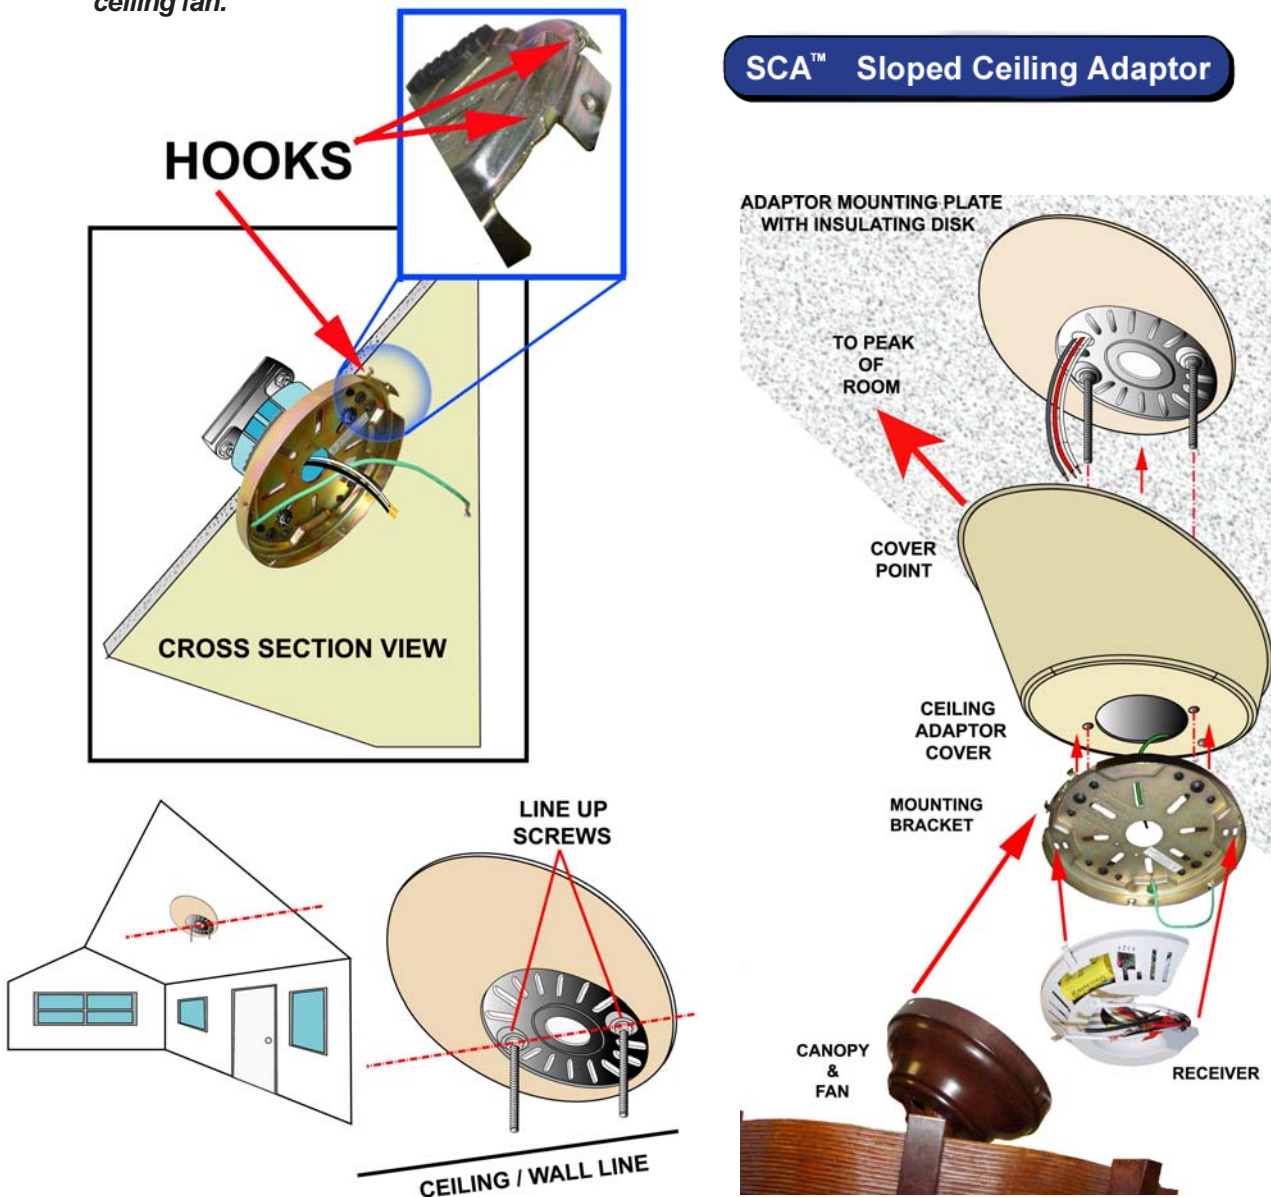 ceiling fan.
HOOKS
CROSS SECTION VIEW
LINE UP
SCREWS
CEILING / WALL LINE
SCA™ Sloped Ceiling Adaptor
ADAPTOR MOUNTING PLATE
WITH INSULATING DISK
TO PEAK
OF
ROOM
COVER
POINT
CEILING
ADAPTOR
COVER
MOUNTING
BRACKET
CANOPY
&
FAN
RECEIVER